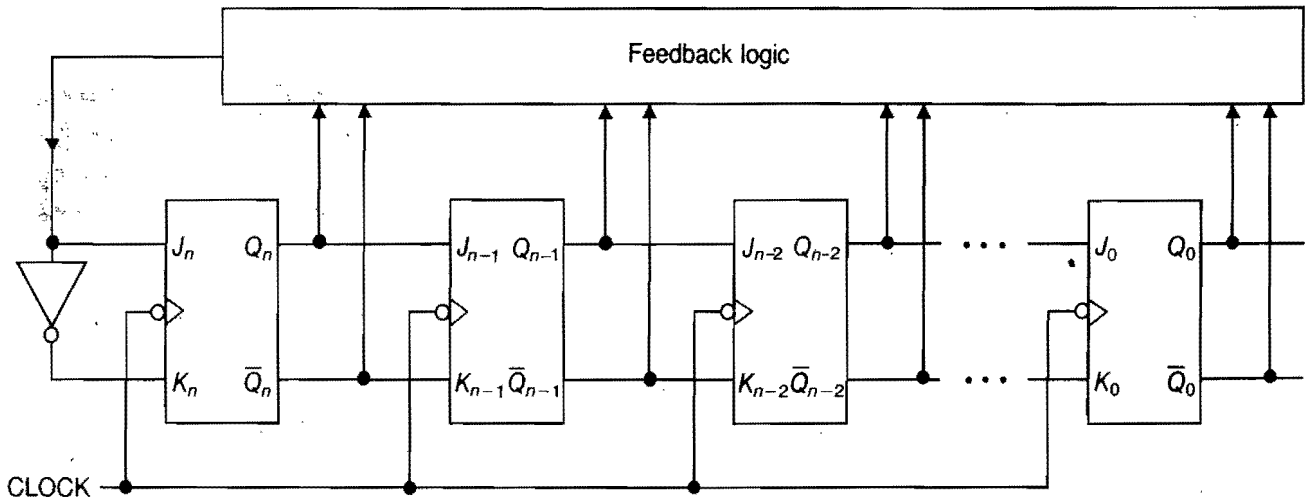 Feedback logic
Jₙ Qₙ Jₙ₋₁ Qₙ₋₁ Jₙ₋₂ Qₙ₋₂ • • • J₀ Q₀
Kₙ Q̅ₙ Kₙ₋₁ Q̅ₙ₋₁ Kₙ₋₂ Q̅ₙ₋₂ • • • K₀ Q̅₀
CLOCK